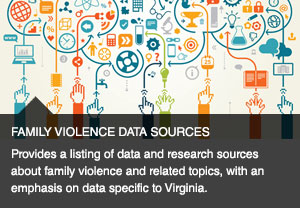 FAMILY VIOLENCE DATA SOURCES
Provides a listing of data and research sources
about family violence and related topics, with an
emphasis on data specific to Virginia.